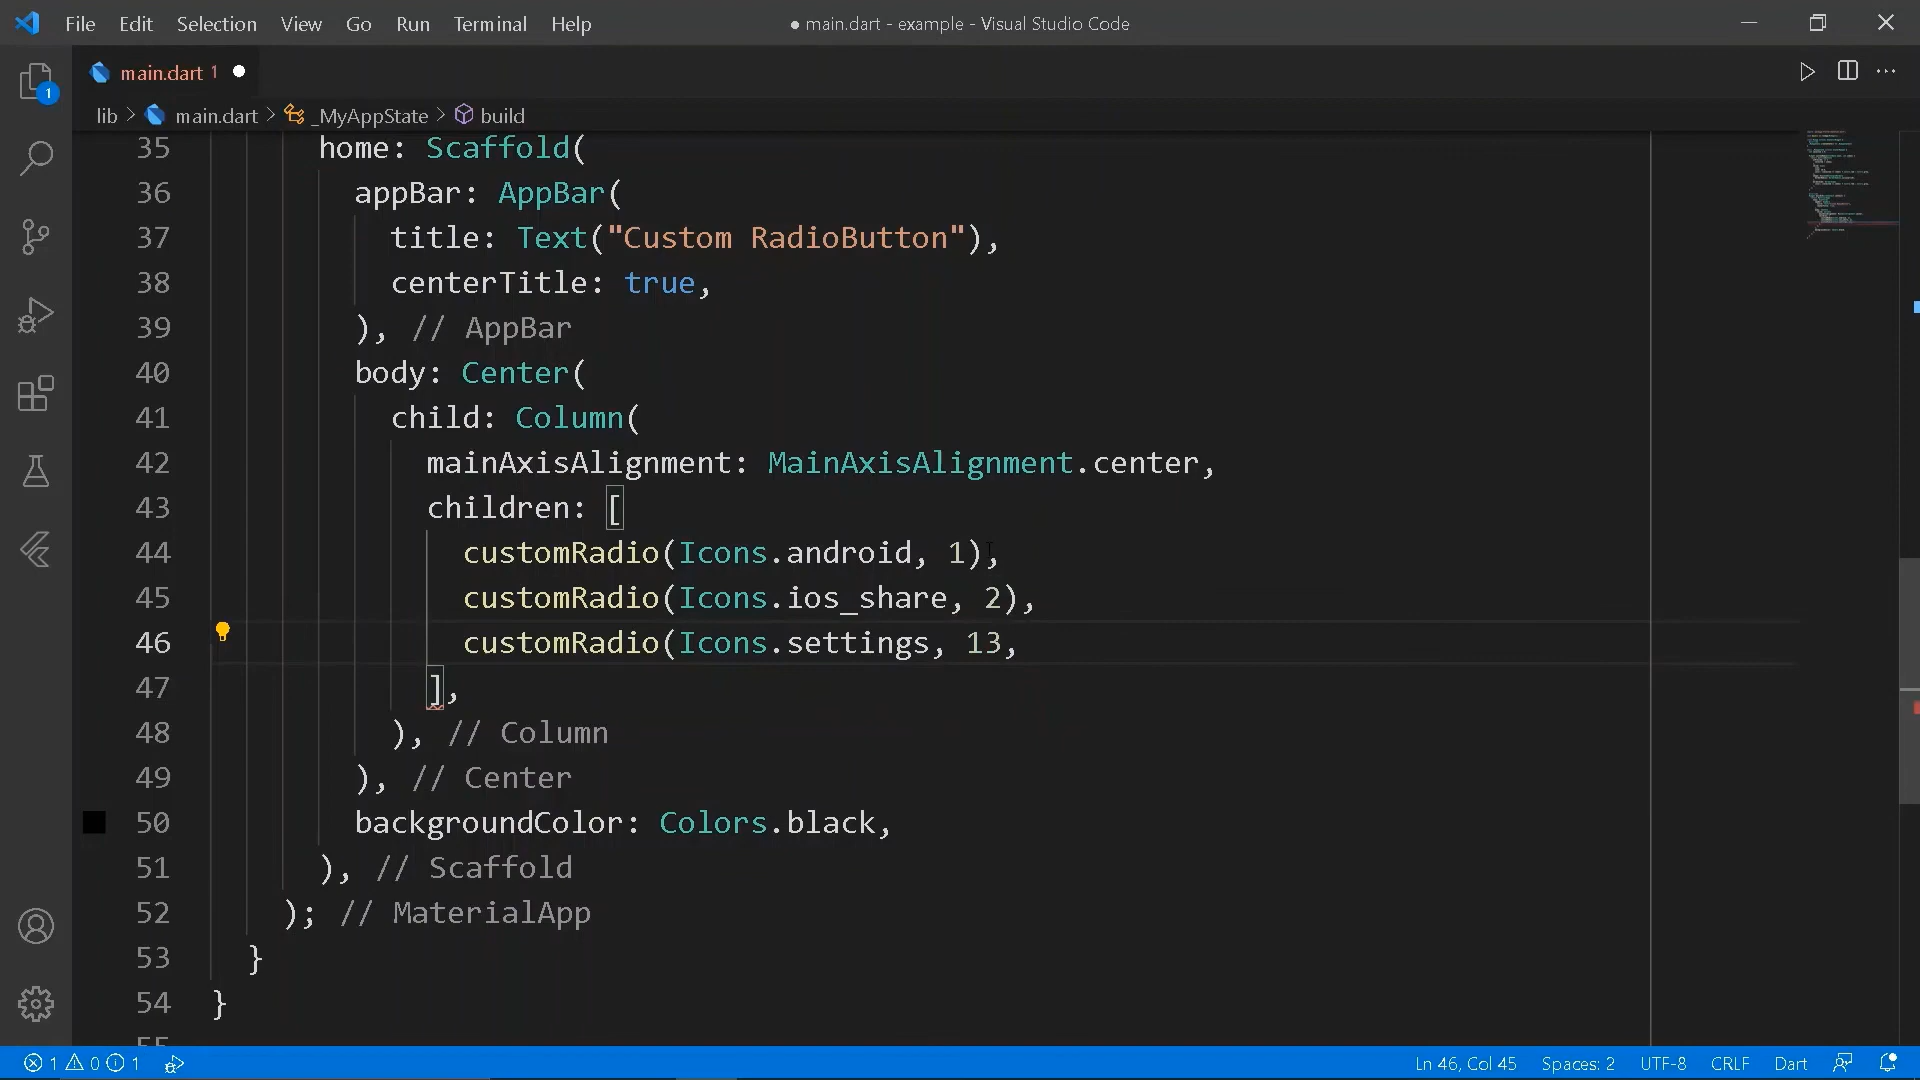 File Edit Selection View Go Run Terminal Help ● main.dart - example - Visual Studio Code
1 main.dart 1 ●
lib > main.dart > _MyAppState > build
35 home: Scaffold(
36 appBar: AppBar(
37 title: Text("Custom RadioButton"),
38 centerTitle: true,
39 ), // AppBar
40 body: Center(
41 child: Column(
42 mainAxisAlignment: MainAxisAlignment.center,
43 children: [
44 customRadio(Icons.android, 1),
45 customRadio(Icons.ios_share, 2),
46 customRadio(Icons.settings, 13,
47 ],
48 ), // Column
49 ), // Center
50 backgroundColor: Colors.black,
51 ), // Scaffold
52 ); // MaterialApp
53 }
54 }
55
1 0 1 Ln 46, Col 45 Spaces: 2 UTF-8 CRLF Dart